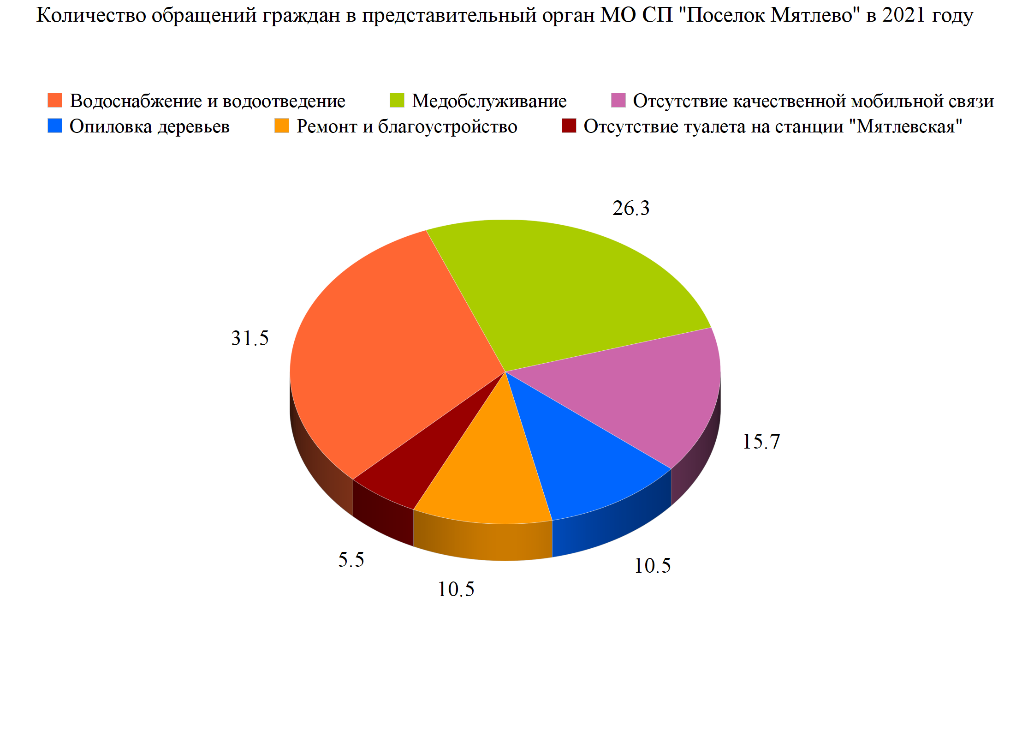 Количество обращений граждан в представительный орган МО СП "Поселок Мятлево" в 2021 году
Водоснабжение и водоотведение Медобслуживание Отсутствие качественной мобильной связи
Опиловка деревьев Ремонт и благоустройство Отсутствие туалета на станции "Мятлевская"
26.3
31.5
15.7
5.5
10.5
10.5